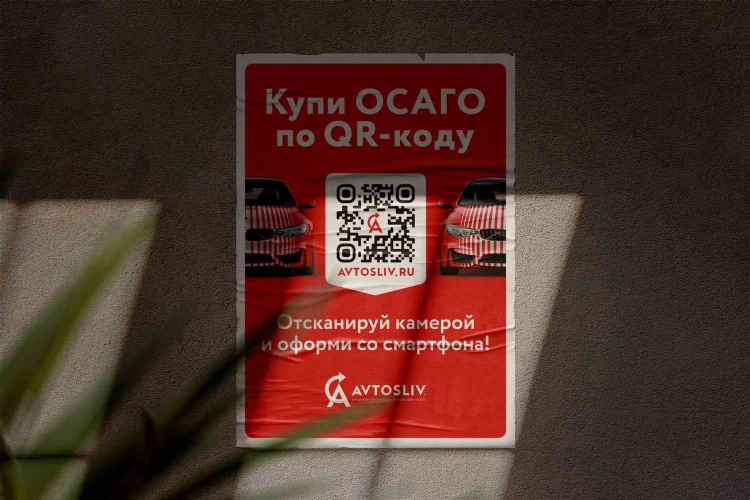 Купи ОСАГО
по QR-коду
AVTOSLIV.RU
Отсканируй камерой
и оформи со смартфона!
AVTOSLIV